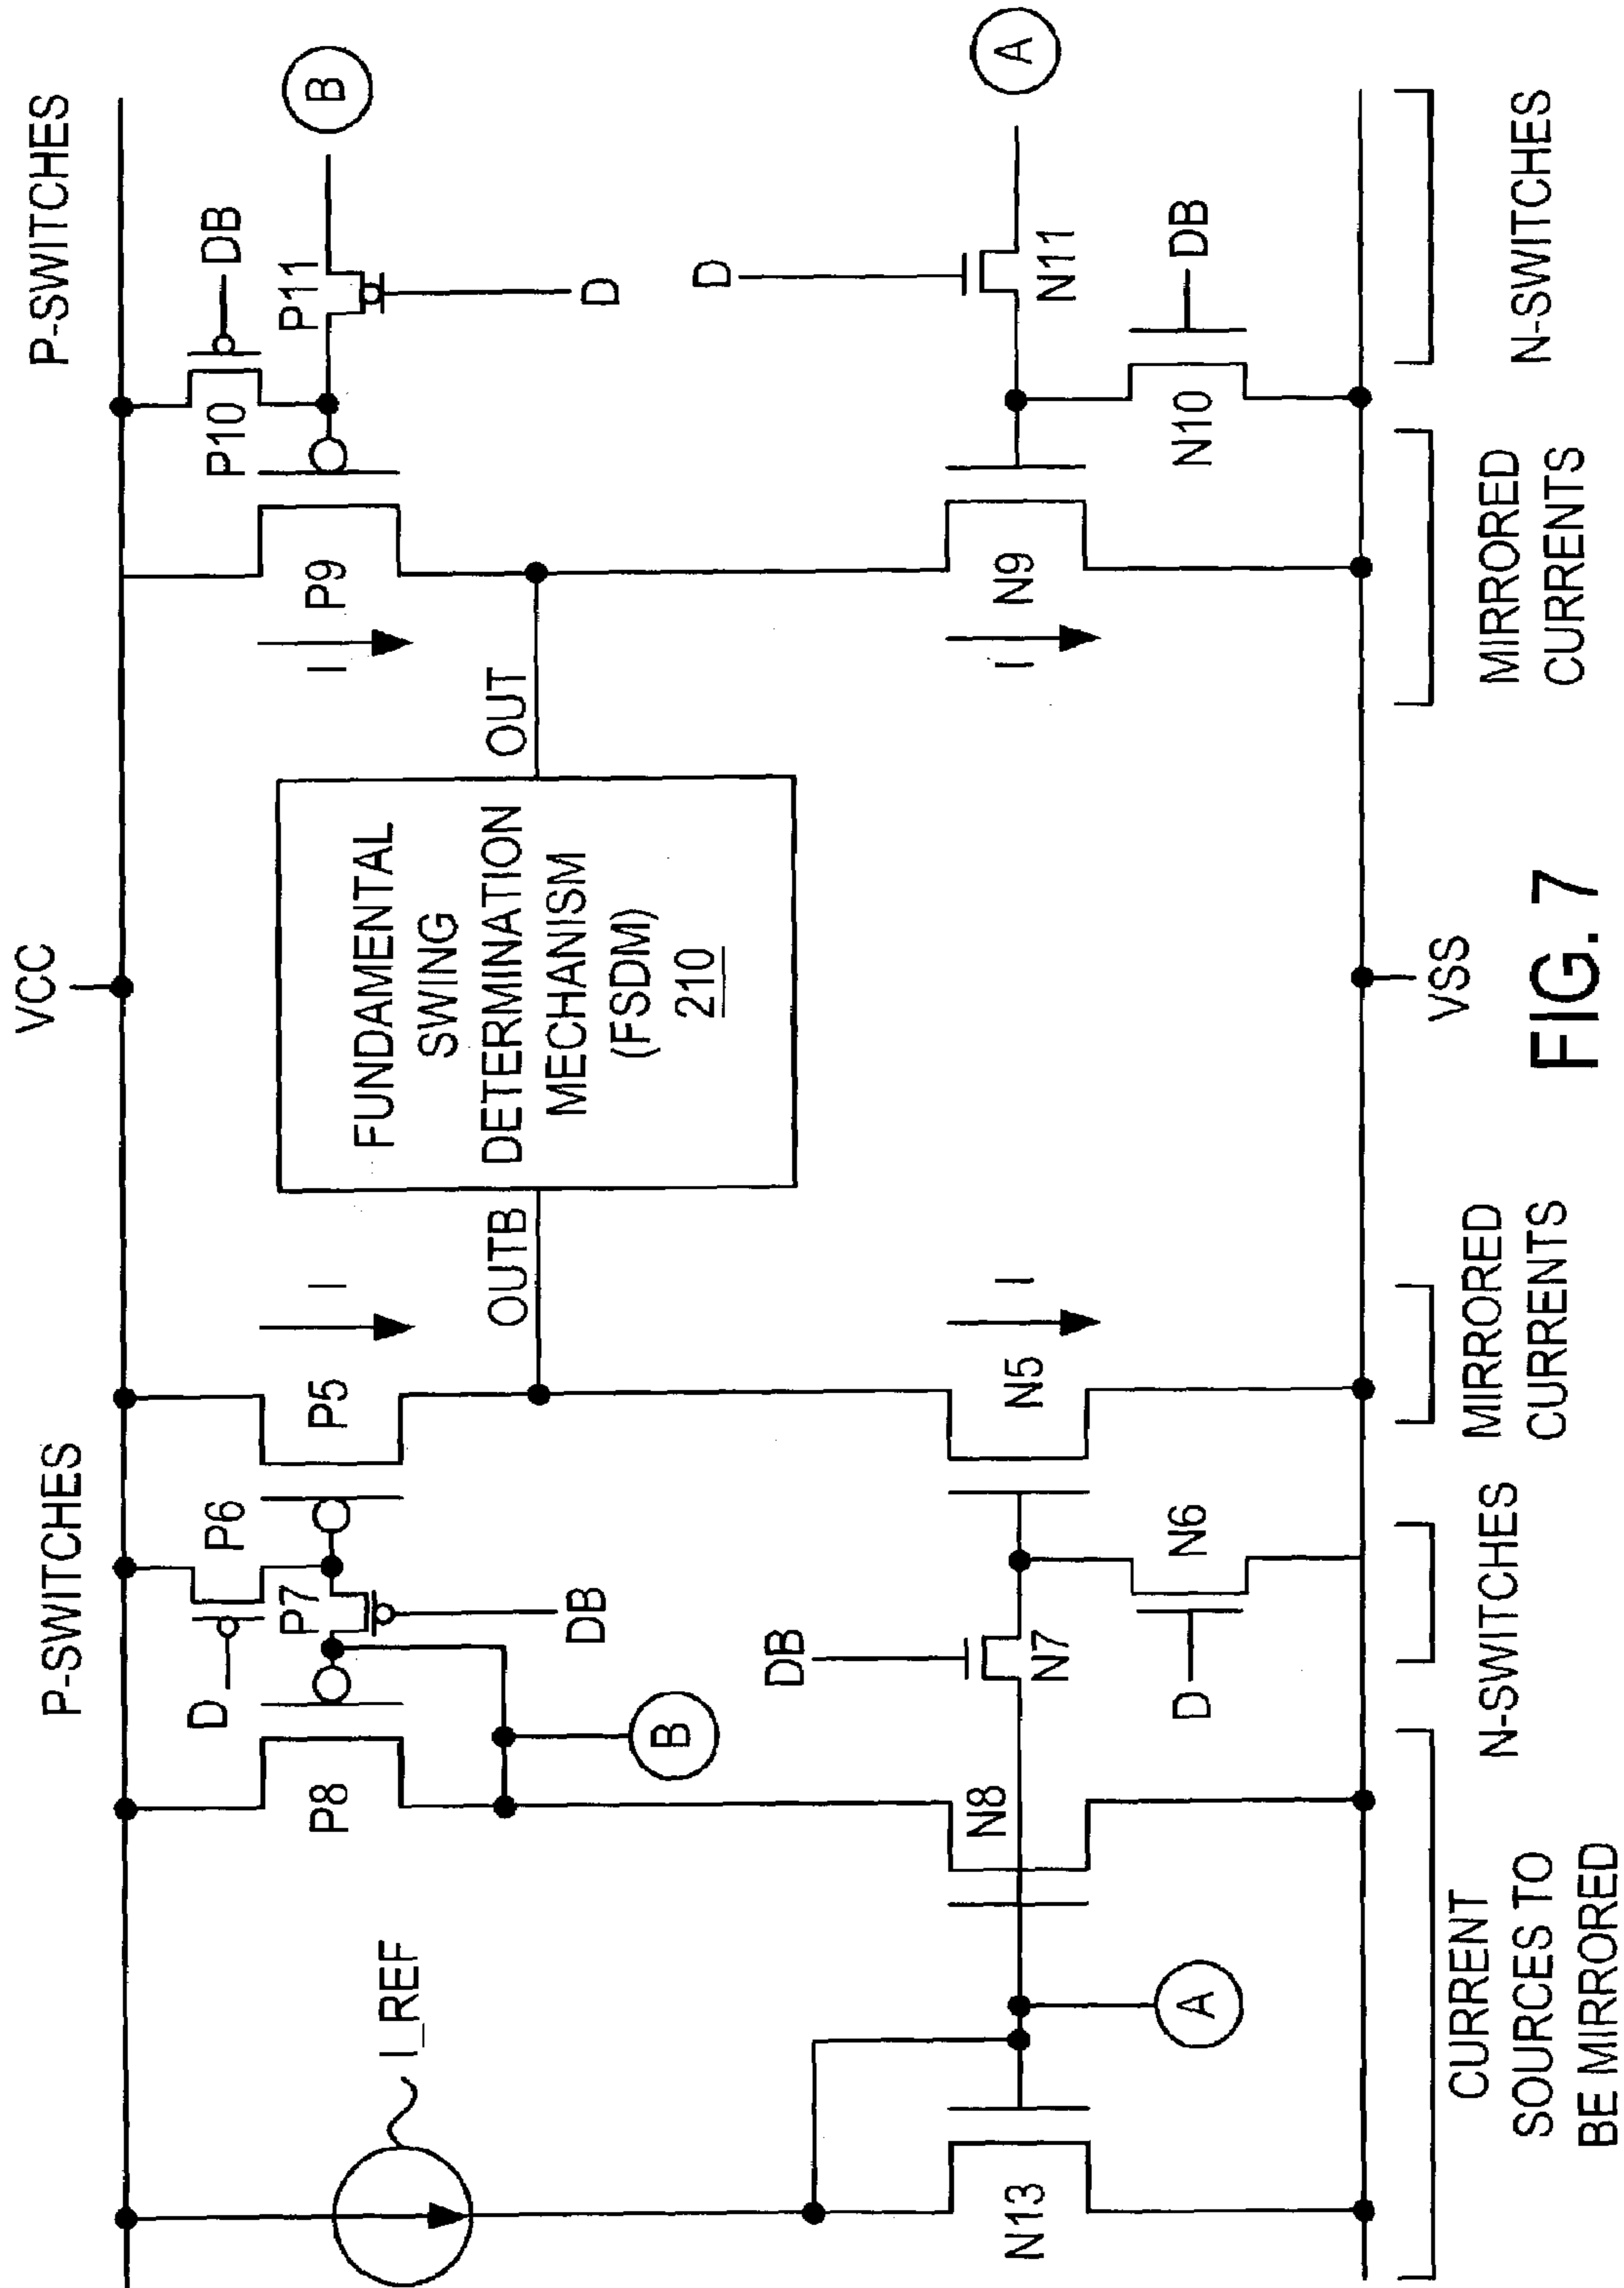 VCC
P-SWITCHES
P-SWITCHES
I_REF
P8
D
P7
P6
DB
P5
I
B
OUTB
FUNDAMENTAL
SWING
DETERMINATION
MECHANISM
(FSDM)
210
OUT
I
P9
P10
DB
P11
D
B
N13
A
N8
DB
N7
D
N6
N5
I
I
N9
D
N11
N10
DB
A
VSS
CURRENT
SOURCES TO
BE MIRRORED
N-SWITCHES
MIRRORED
CURRENTS
MIRRORED
CURRENTS
N-SWITCHES
FIG. 7